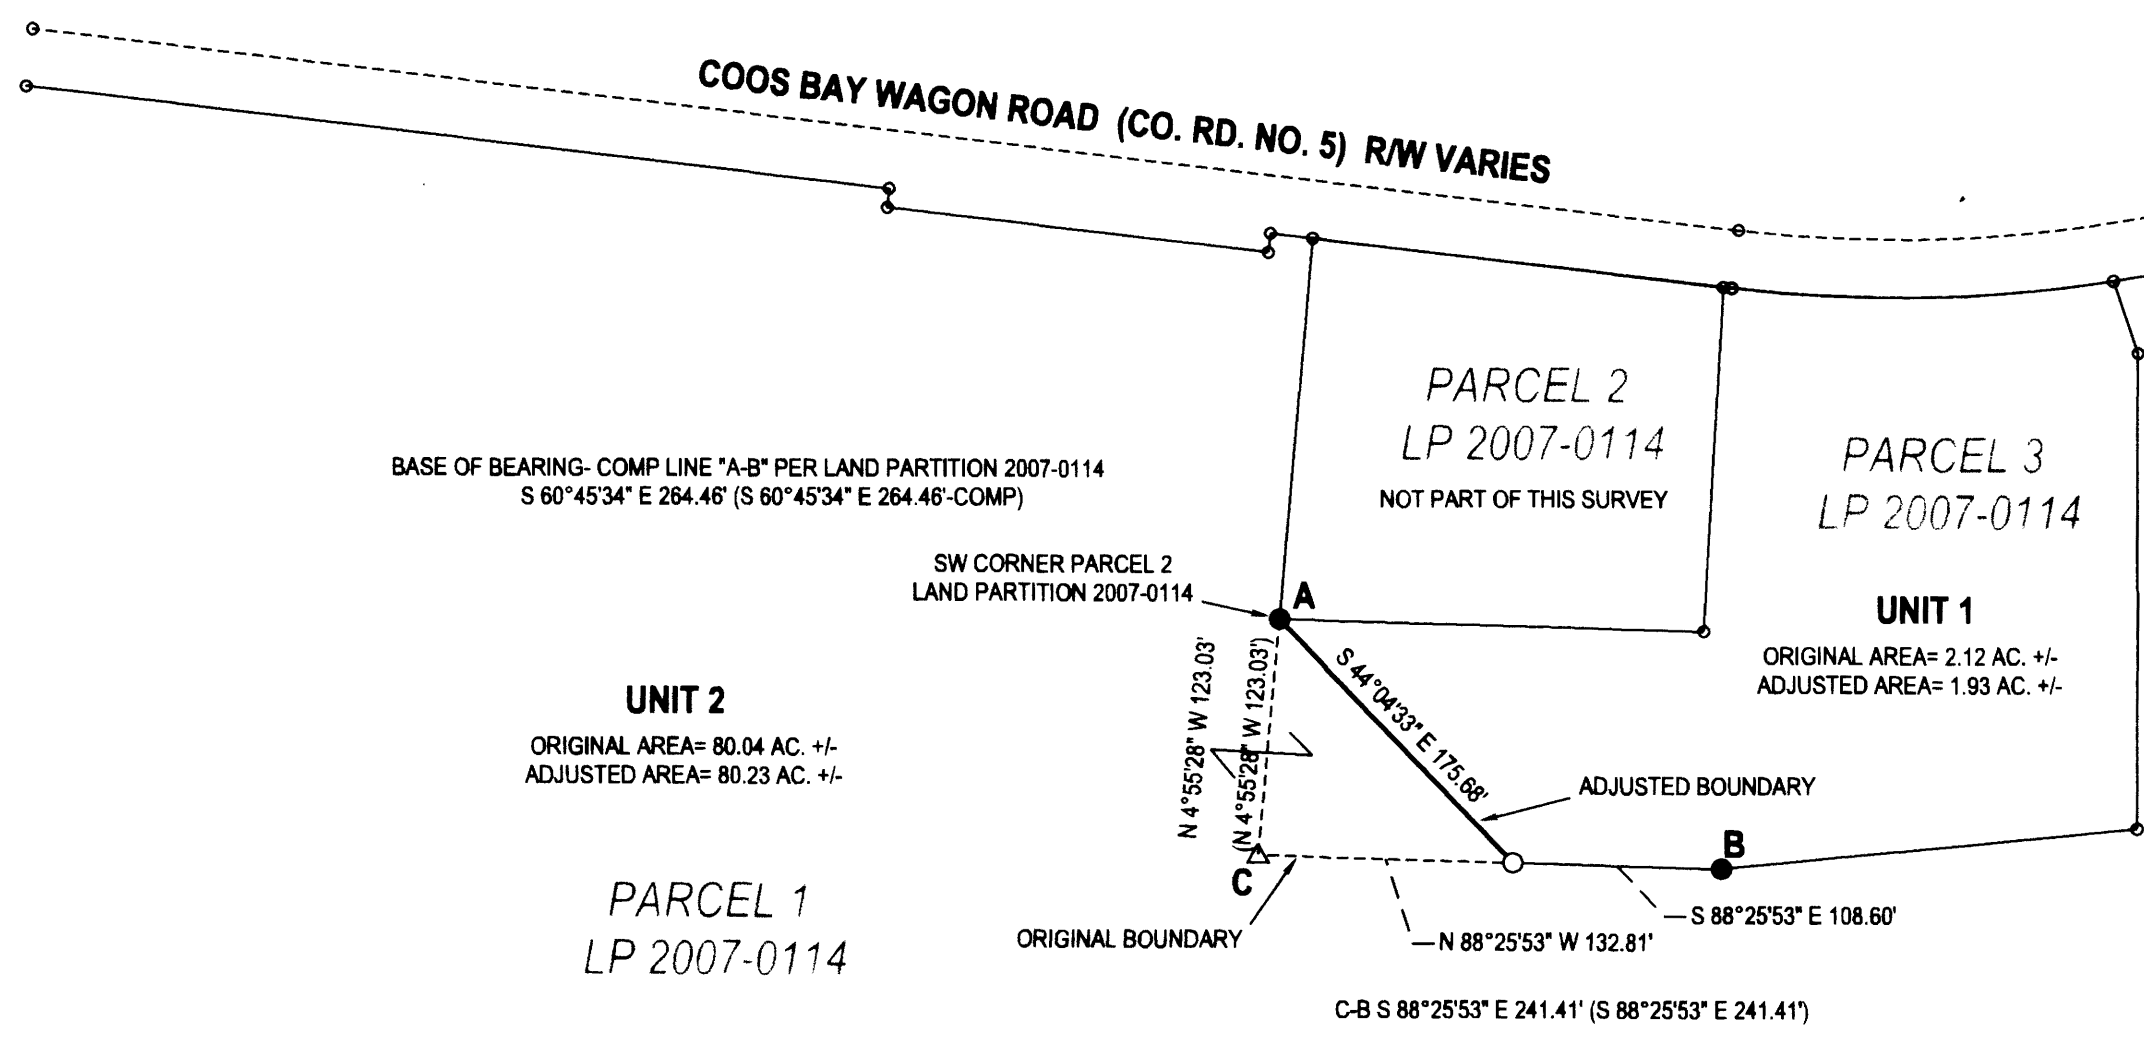 COOS BAY WAGON ROAD (CO. RD. NO. 5) R/W VARIES
PARCEL 2
LP 2007-0114
NOT PART OF THIS SURVEY
PARCEL 3
LP 2007-0114
BASE OF BEARING- COMP LINE "A-B" PER LAND PARTITION 2007-0114
S 60°45'34" E 264.46' (S 60°45'34" E 264.46'-COMP)
SW CORNER PARCEL 2
LAND PARTITION 2007-0114
A
UNIT 1
ORIGINAL AREA= 2.12 AC. +/-
ADJUSTED AREA= 1.93 AC. +/-
UNIT 2
ORIGINAL AREA= 80.04 AC. +/-
ADJUSTED AREA= 80.23 AC. +/-
N 4°55'28" W 123.03'
(N 4°55'28" W 123.03')
S 44°04'33" E 175.68'
ADJUSTED BOUNDARY
B
C
PARCEL 1
LP 2007-0114
ORIGINAL BOUNDARY
S 88°25'53" E 108.60'
N 88°25'53" W 132.81'
C-B S 88°25'53" E 241.41' (S 88°25'53" E 241.41')